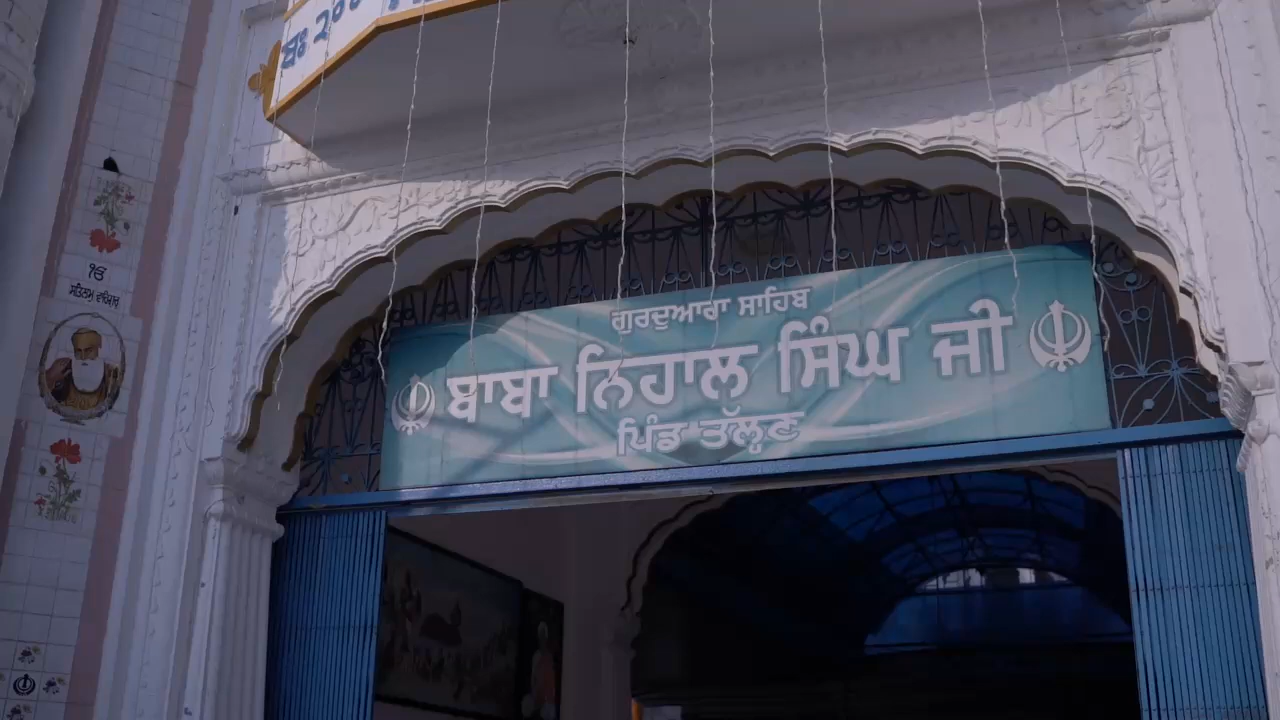 ੴ
ਸਤਿਨਾਮੁ ਵਾਹਿਗੁਰੂ
ਗੁਰਦੁਆਰਾ ਸਾਹਿਬ
ਬਾਬਾ ਨਿਹਾਲ ਸਿੰਘ ਜੀ
ਪਿੰਡ ਤੱਲ੍ਹਣ